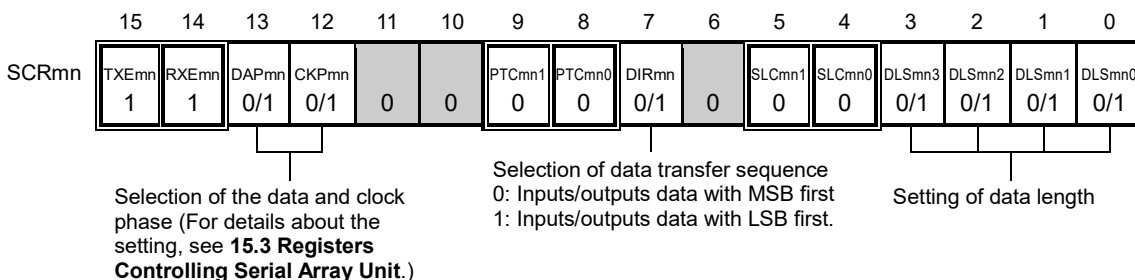 15 14 13 12 11 10 9 8 7 6 5 4 3 2 1 0
SCRmn TXEmn RXEmn DAPmn CKPmn PTCmn1 PTCmn0 DIRmn SLCmn1 SLCmn0 DLSmn3 DLSmn2 DLSmn1 DLSmn0
1 1 0/1 0/1 0 0 0 0 0/1 0 0 0 0/1 0/1 0/1 0/1
Selection of the data and clock
phase (For details about the
setting, see 15.3 Registers
Controlling Serial Array Unit.)
Selection of data transfer sequence
0: Inputs/outputs data with MSB first
1: Inputs/outputs data with LSB first.
Setting of data length